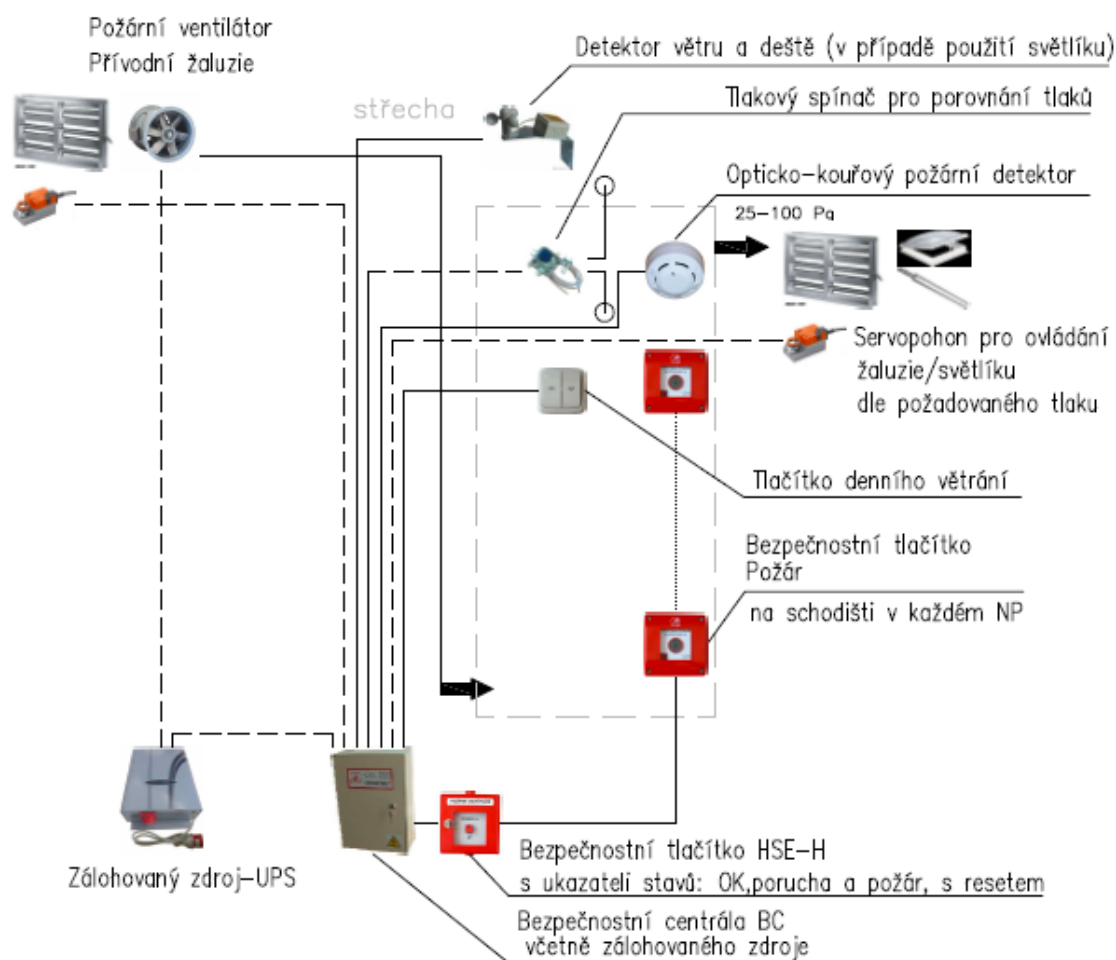 Požární ventilátor
Přívodní žaluzie
Detektor větru a deště (v případě použití světlíku)
střecha
Tlakový spínač pro porovnání tlaků
Opticko-kouřový požární detektor
25-100 Pa
Servopohon pro ovládání
žaluzie/světlíku
dle požadovaného tlaku
Tlačítko denního větrání
Bezpečnostní tlačítko
Požár
na schodišti v každém NP
Zálohovaný zdroj-UPS
Bezpečnostní tlačítko HSE-H
s ukazateli stavů: OK,porucha a požár, s resetem
Bezpečnostní centrála BC
včetně zálohovaného zdroje